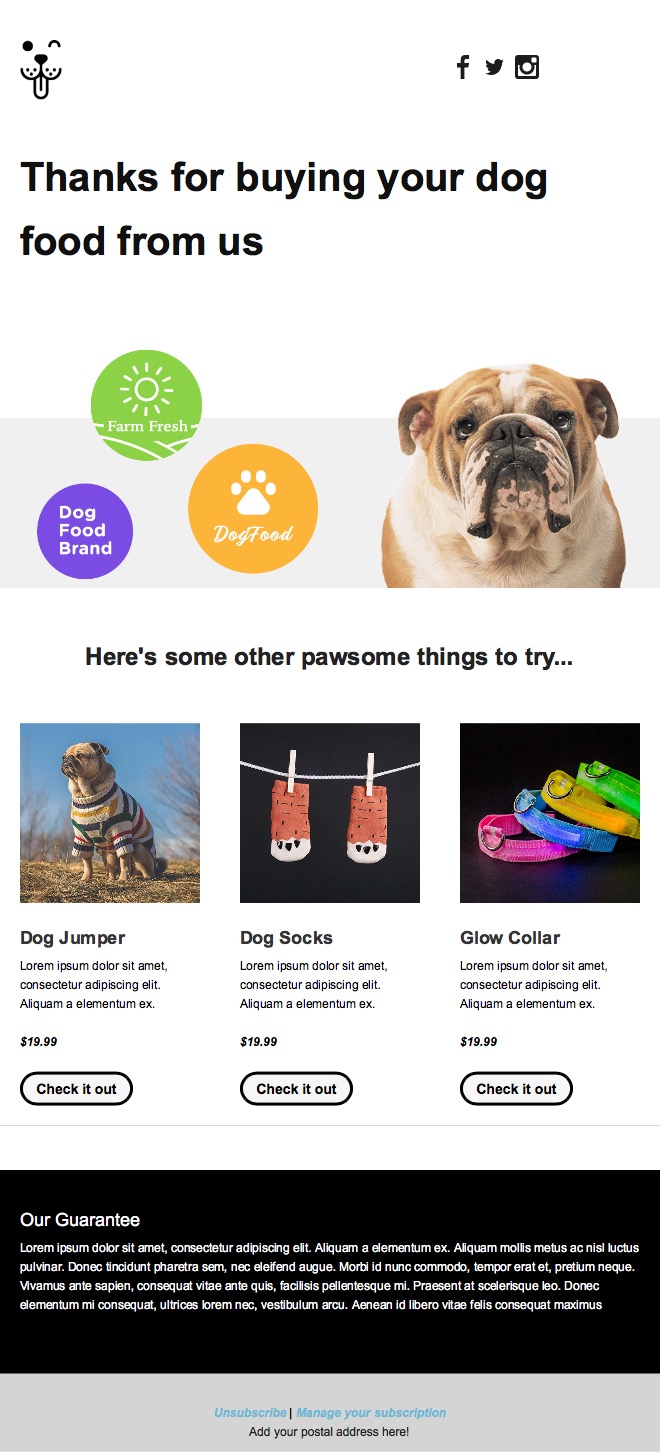 Thanks for buying your dog
food from us
Farm Fresh
Dog
Food
Brand
DogFood
Here's some other pawsome things to try...
Dog Jumper
Lorem ipsum dolor sit amet,
consectetur adipiscing elit.
Aliquam a elementum ex.
$19.99
Check it out
Dog Socks
Lorem ipsum dolor sit amet,
consectetur adipiscing elit.
Aliquam a elementum ex.
$19.99
Check it out
Glow Collar
Lorem ipsum dolor sit amet,
consectetur adipiscing elit.
Aliquam a elementum ex.
$19.99
Check it out
Our Guarantee
Lorem ipsum dolor sit amet, consectetur adipiscing elit. Aliquam a elementum ex. Aliquam mollis metus ac nisl luctus
pulvinar. Donec tincidunt pharetra sem, nec eleifend augue. Morbi id nunc commodo, tempor erat et, pretium neque.
Vivamus ante sapien, consequat vitae ante quis, facilisis pellentesque mi. Praesent at scelerisque leo. Donec
elementum mi consequat, ultrices lorem nec, vestibulum arcu. Aenean id libero vitae felis consequat maximus
Unsubscribe | Manage your subscription
Add your postal address here!